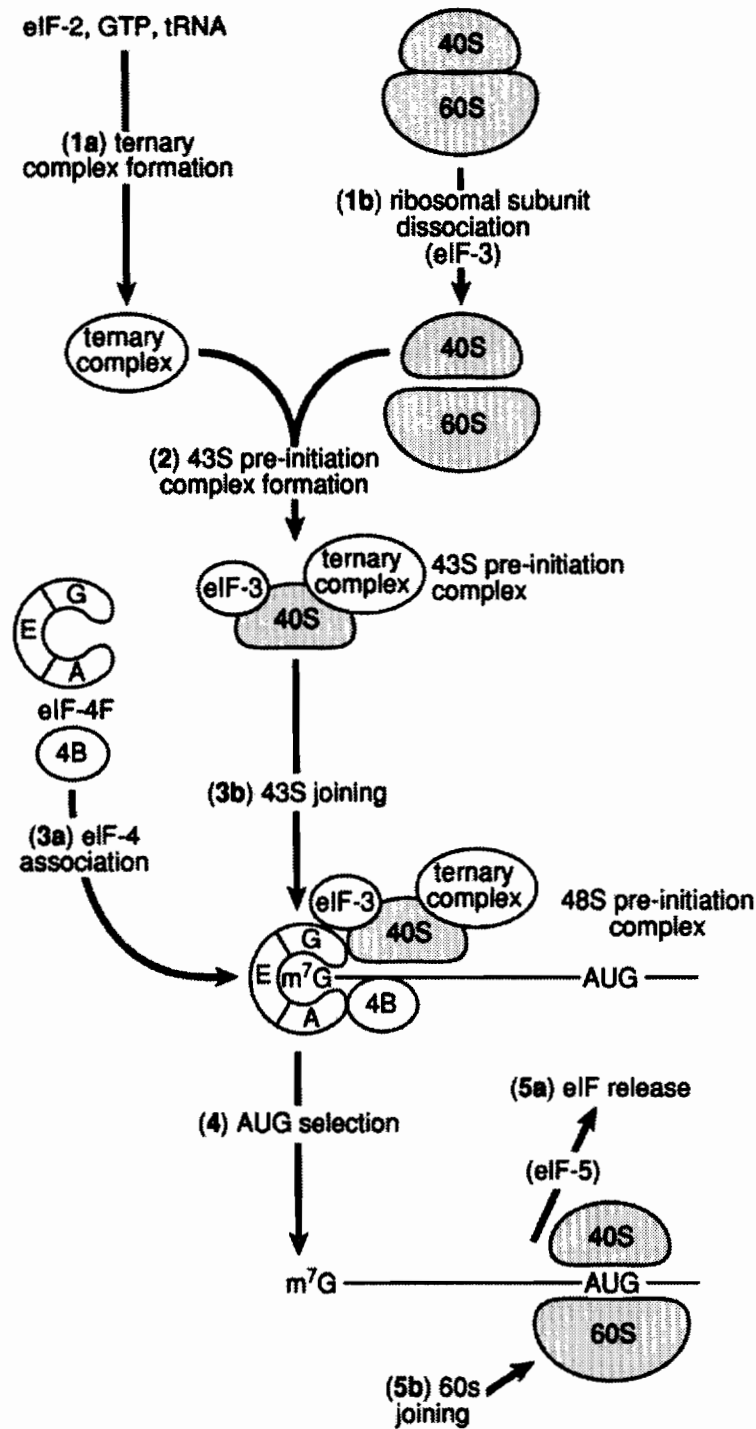 eIF-2, GTP, tRNA
40S
60S
(1a) ternary
complex formation
(1b) ribosomal subunit
dissociation
(eIF-3)
ternary
complex
40S
60S
(2) 43S pre-initiation
complex formation
eIF-3
ternary
complex
40S
43S pre-initiation
complex
G
E
A
eIF-4F
4B
(3a) eIF-4
association
(3b) 43S joining
eIF-3
ternary
complex
40S
48S pre-initiation
complex
G
E
m⁷G
A
4B
AUG
(4) AUG selection
(5a) eIF release
(eIF-5)
40S
m⁷G
AUG
60S
(5b) 60s
joining